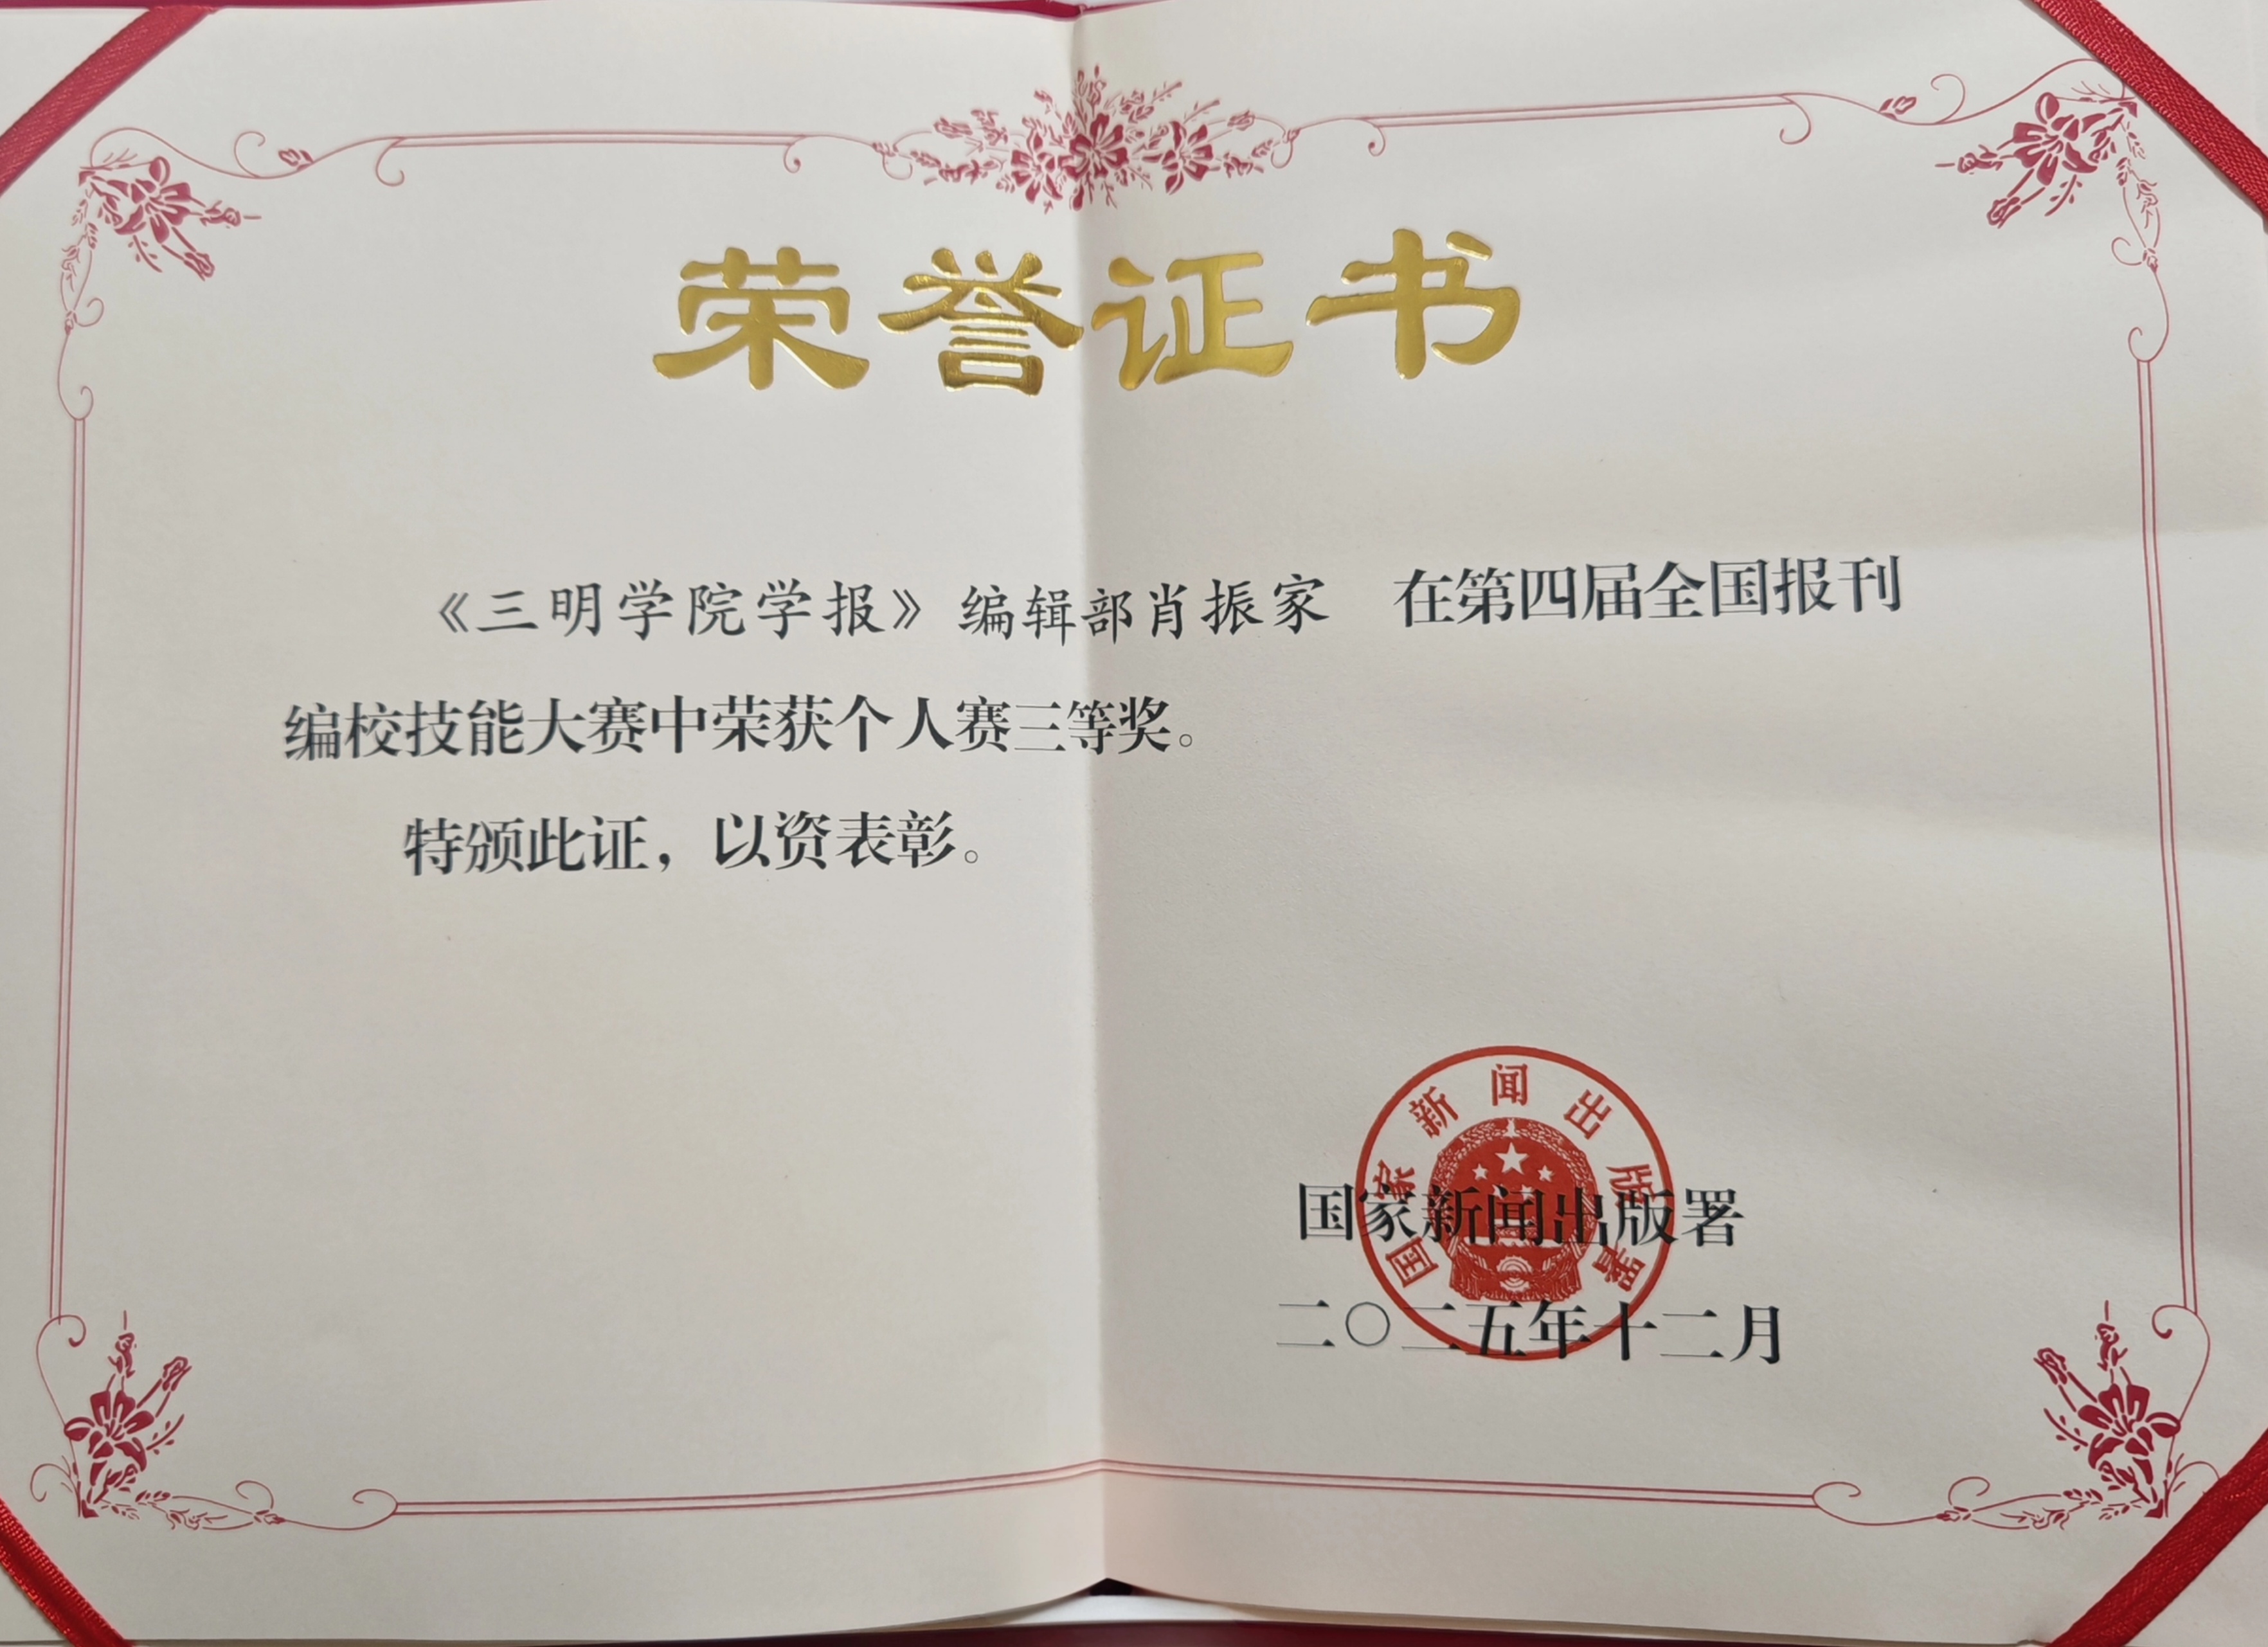 荣誉证书
《三明学院学报》编辑部肖振家 在第四届全国报刊
编校技能大赛中荣获个人赛三等奖。
特颁此证，以资表彰。
国家新闻出版署
国家新闻出版署
二〇二五年十二月